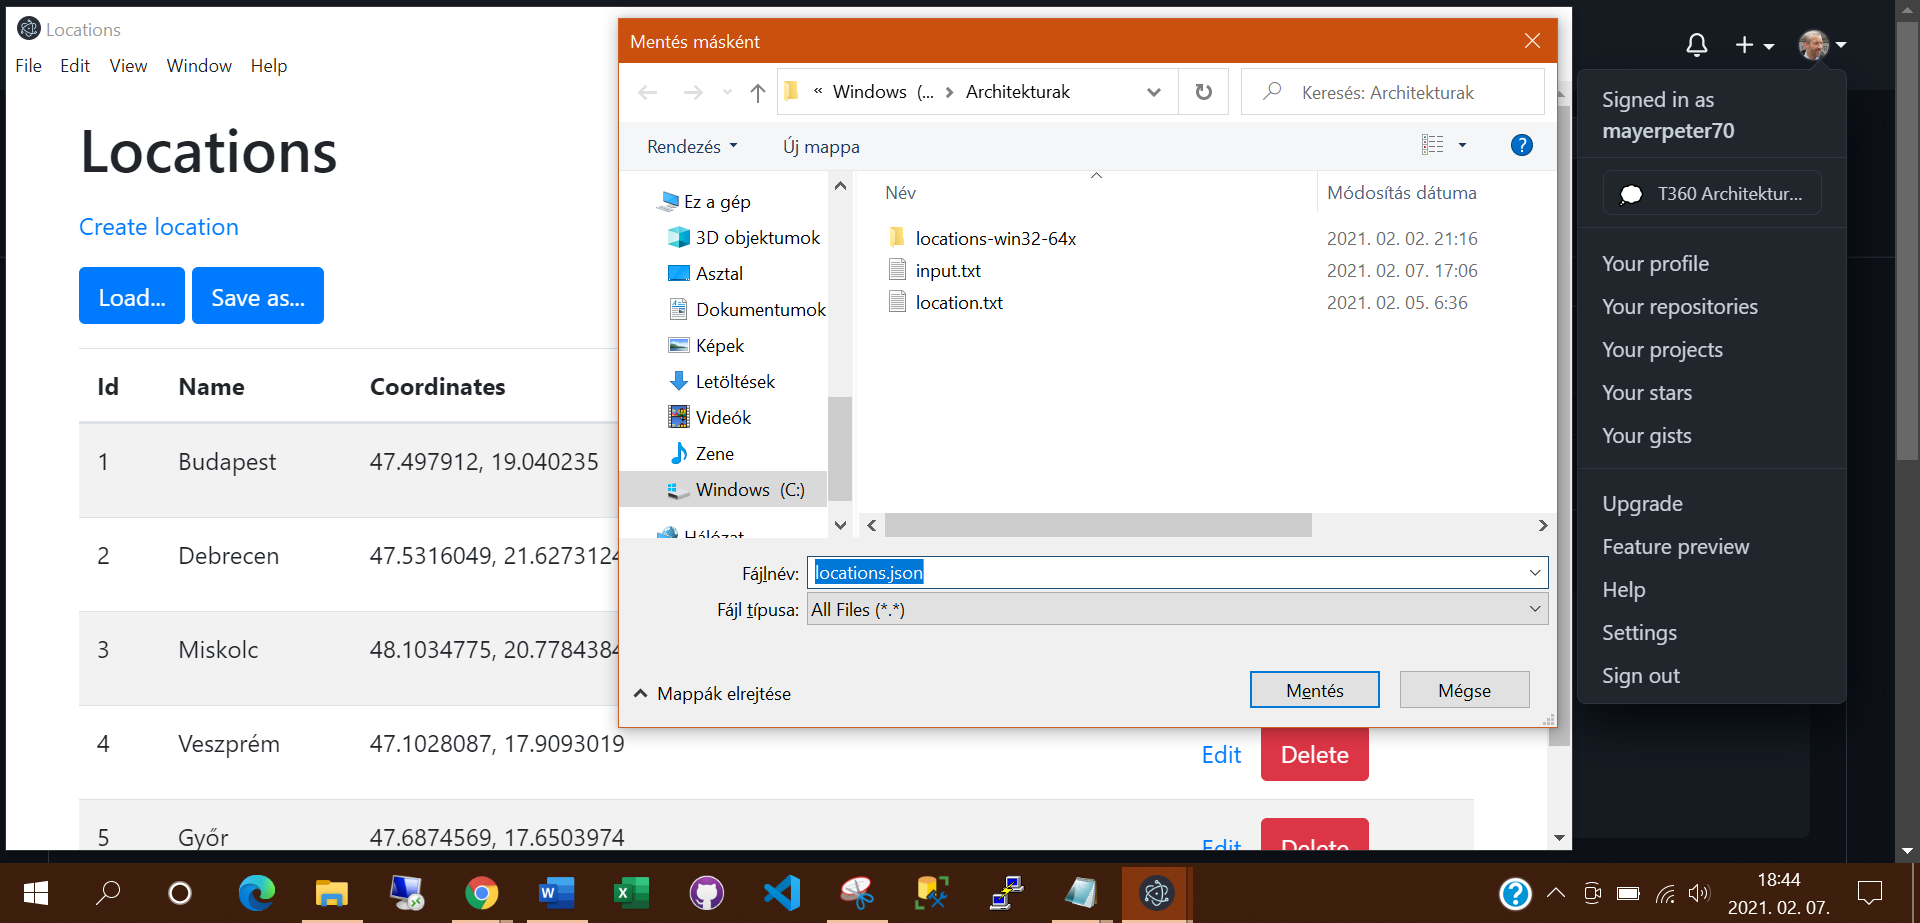 Locations
File Edit View Window Help
Locations
Create location
Load... Save as...
Id Name Coordinates
1 Budapest 47.497912, 19.040235
2 Debrecen 47.5316049, 21.6273124
3 Miskolc 48.1034775, 20.7784384
4 Veszprém 47.1028087, 17.9093019 Edit Delete
5 Győr 47.6874569, 17.6503974 Edit Delete
Mentés másként
« Windows (... > Architekturak
Keresés: Architekturak
Rendezés Új mappa
Ez a gép
3D objektumok
Asztal
Dokumentumok
Képek
Letöltések
Videók
Zene
Windows (C:)
Hálózat
Név Módosítás dátuma
locations-win32-64x 2021. 02. 02. 21:16
input.txt 2021. 02. 07. 17:06
location.txt 2021. 02. 05. 6:36
Fájlnév: locations.json
Fájl típusa: All Files (*.*)
Mappák elrejtése
Mentés Mégse
Signed in as
mayerpeter70
T360 Architektur...
Your profile
Your repositories
Your projects
Your stars
Your gists
Upgrade
Feature preview
Help
Settings
Sign out
18:44
2021. 02. 07.